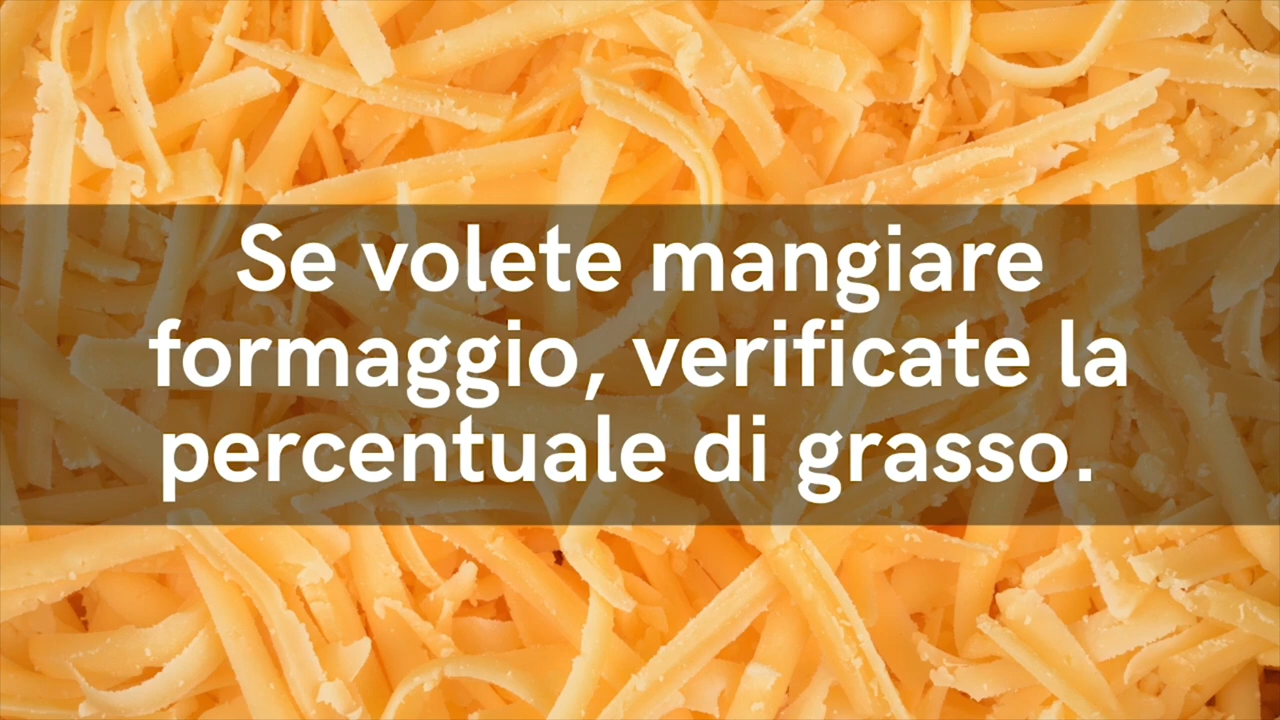 Se volete mangiare
formaggio, verificate la
percentuale di grasso.